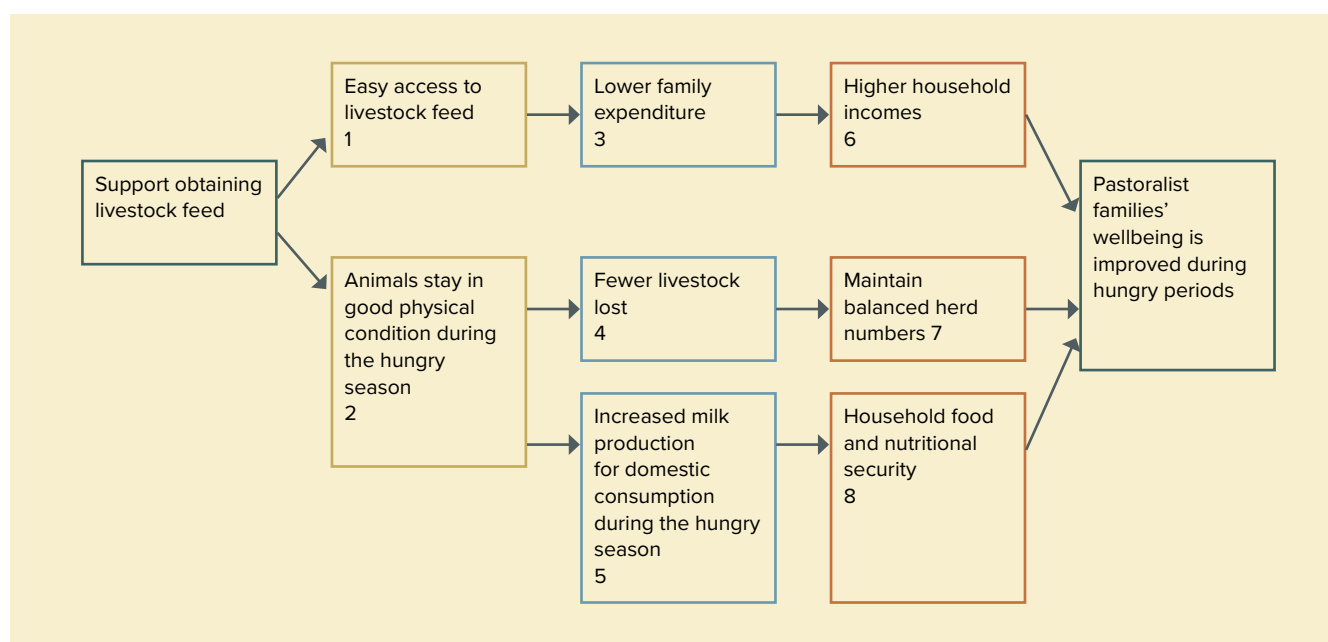 Support obtaining
livestock feed
Easy access to
livestock feed
1
Animals stay in
good physical
condition during
the hungry
season
2
Lower family
expenditure
3
Fewer livestock
lost
4
Increased milk
production
for domestic
consumption
during the hungry
season
5
Higher household
incomes
6
Maintain
balanced herd
numbers 7
Household food
and nutritional
security
8
Pastoralist
families’
wellbeing is
improved during
hungry periods